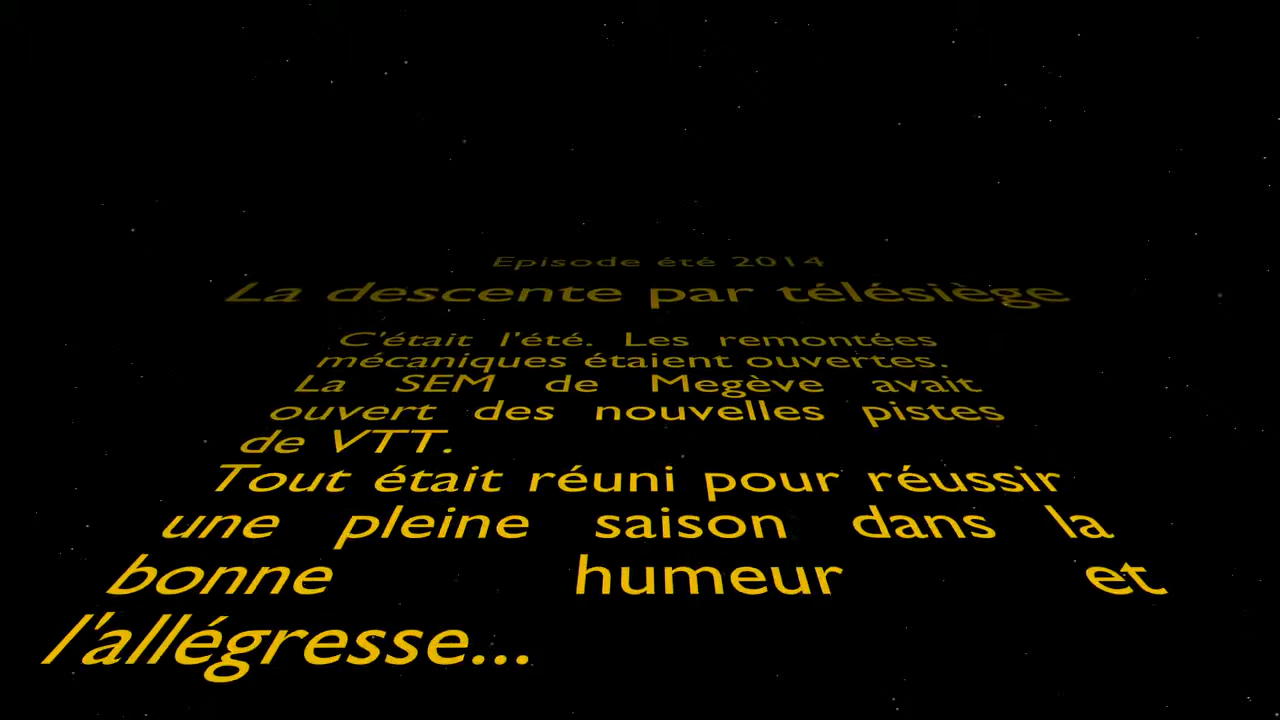 Episode été 2014
La descente par télésiège
C'était l'été. Les remontées
mécaniques étaient ouvertes.
La SEM de Megève avait
ouvert des nouvelles pistes
de VTT.
Tout était réuni pour réussir
une pleine saison dans la
bonne humeur et
l'allégresse...